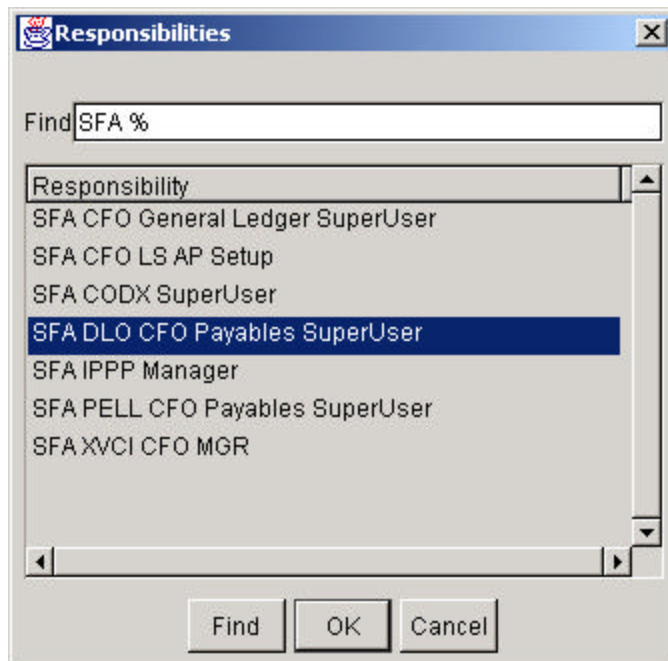 Responsibilities
Find SFA %
Responsibility
SFA CFO General Ledger SuperUser
SFA CFO LS AP Setup
SFA CODX SuperUser
SFA DLO CFO Payables SuperUser
SFA IPPP Manager
SFA PELL CFO Payables SuperUser
SFA XVCI CFO MGR
Find OK Cancel